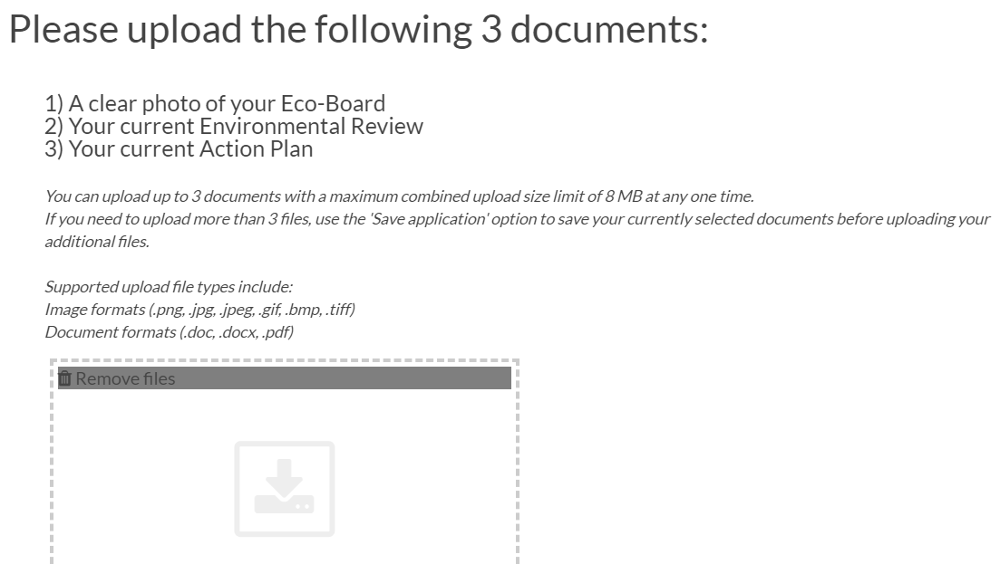 Please upload the following 3 documents:
1) A clear photo of your Eco-Board
2) Your current Environmental Review
3) Your current Action Plan
You can upload up to 3 documents with a maximum combined upload size limit of 8 MB at any one time.
If you need to upload more than 3 files, use the 'Save application' option to save your currently selected documents before uploading your
additional files.
Supported upload file types include:
Image formats (.png, .jpg, .jpeg, .gif, .bmp, .tiff)
Document formats (.doc, .docx, .pdf)
Remove files